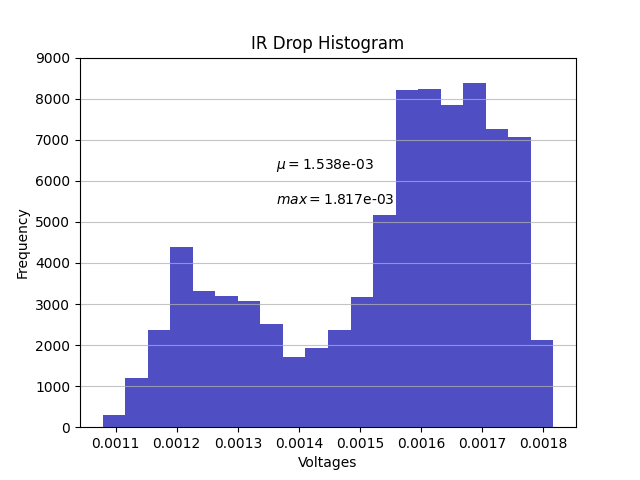 IR Drop Histogram
9000
8000
7000
6000
5000
4000
3000
2000
1000
0
Frequency
μ = 1.538e-03
max = 1.817e-03
0.0011 0.0012 0.0013 0.0014 0.0015 0.0016 0.0017 0.0018
Voltages